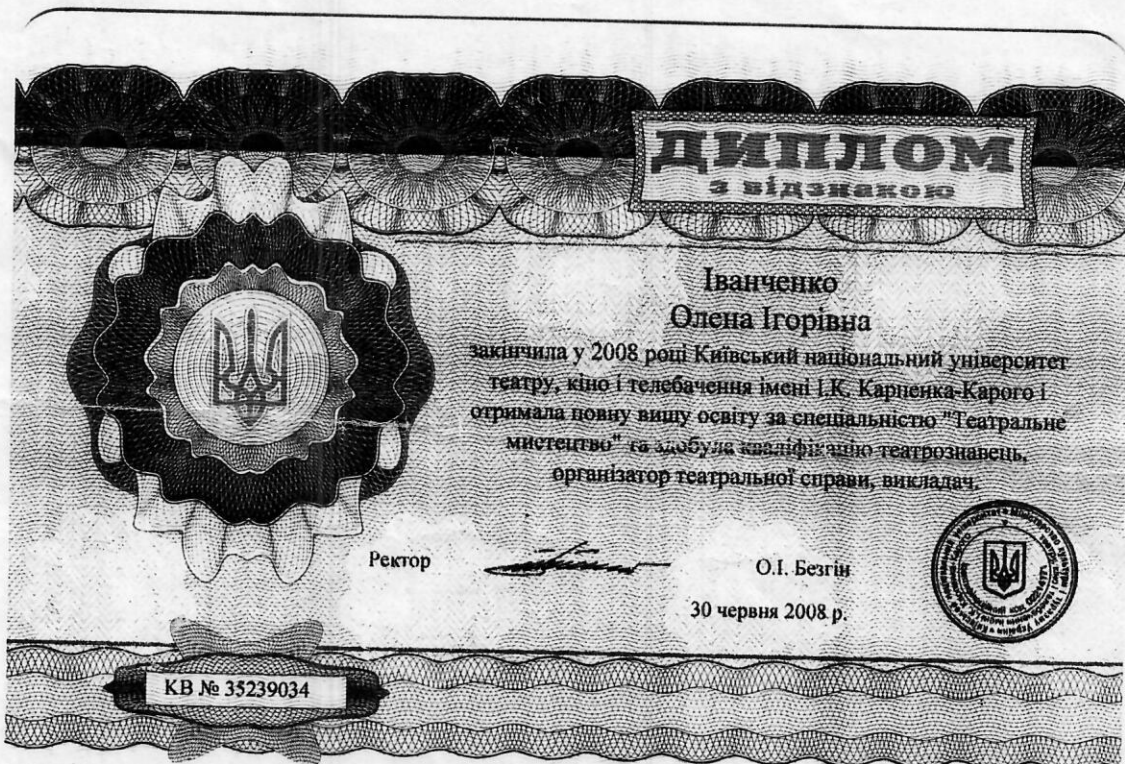 ДИПЛОМ
з відзнакою
Іванченко
Олена Ігорівна
закінчила у 2008 році Київський національний університет
театру, кіно і телебачення імені І.К. Карпенка-Карого і
отримала повну вищу освіту за спеціальністю "Театральне
мистецтво" та здобула кваліфікацію театрознавець,
організатор театральної справи, викладач.
Ректор
О.І. Безгін
30 червня 2008 р.
КВ № 35239034